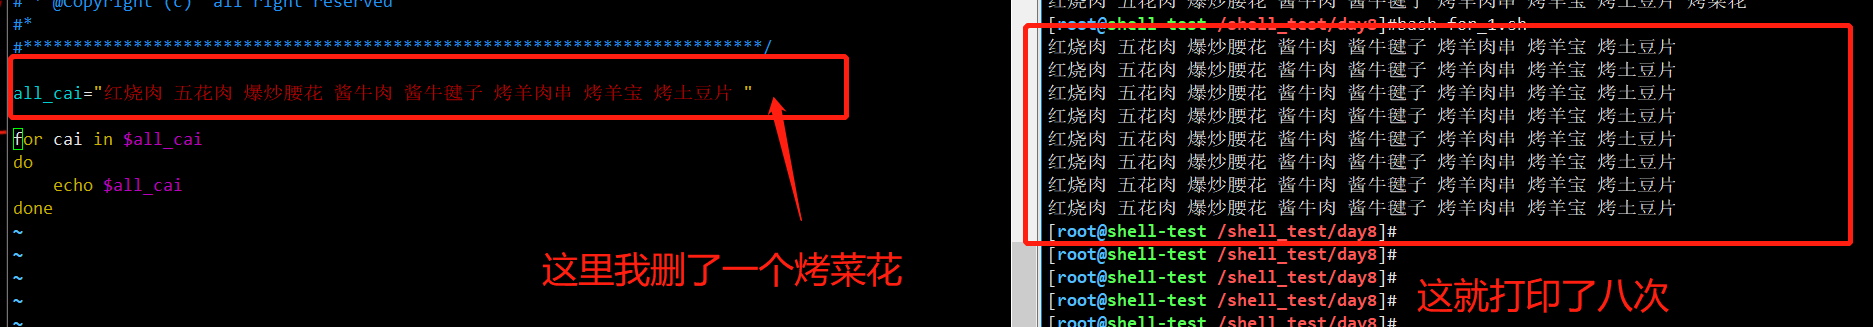 # * @Copyright (c) all right reserved
#*
#**************************************************************************/
all_cai="红烧肉 五花肉 爆炒腰花 酱牛肉 酱牛毽子 烤羊肉串 烤羊宝 烤土豆片 "
for cai in $all_cai
do
    echo $all_cai
done
~
~
~
~
~
这里我删了一个烤菜花
红烧肉 五花肉 爆炒腰花 酱牛肉 酱牛毽子 烤羊肉串 烤羊宝 烤土豆片 烤菜花
[root@shell-test /shell_test/day8]#bash for_1.sh
红烧肉 五花肉 爆炒腰花 酱牛肉 酱牛毽子 烤羊肉串 烤羊宝 烤土豆片
红烧肉 五花肉 爆炒腰花 酱牛肉 酱牛毽子 烤羊肉串 烤羊宝 烤土豆片
红烧肉 五花肉 爆炒腰花 酱牛肉 酱牛毽子 烤羊肉串 烤羊宝 烤土豆片
红烧肉 五花肉 爆炒腰花 酱牛肉 酱牛毽子 烤羊肉串 烤羊宝 烤土豆片
红烧肉 五花肉 爆炒腰花 酱牛肉 酱牛毽子 烤羊肉串 烤羊宝 烤土豆片
红烧肉 五花肉 爆炒腰花 酱牛肉 酱牛毽子 烤羊肉串 烤羊宝 烤土豆片
红烧肉 五花肉 爆炒腰花 酱牛肉 酱牛毽子 烤羊肉串 烤羊宝 烤土豆片
红烧肉 五花肉 爆炒腰花 酱牛肉 酱牛毽子 烤羊肉串 烤羊宝 烤土豆片
[root@shell-test /shell_test/day8]#
[root@shell-test /shell_test/day8]#
[root@shell-test /shell_test/day8]#
[root@shell-test /shell_test/day8]#
[root@shell-test /shell_test/day8]#
这就打印了八次